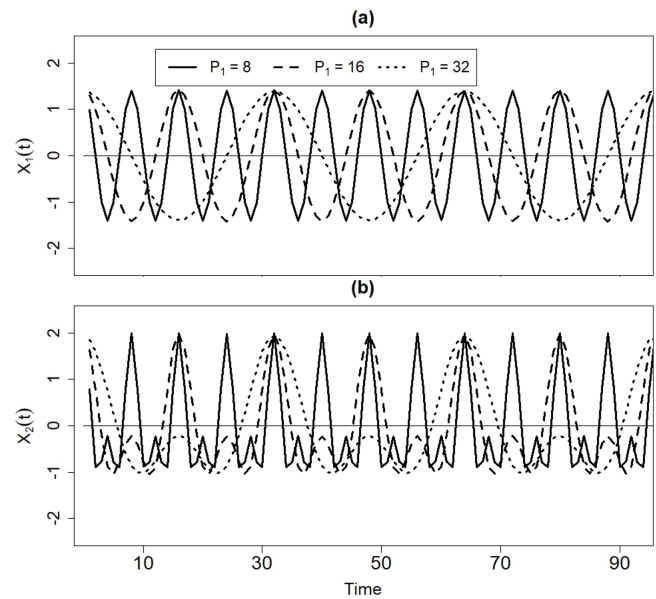 (a)
P₁ = 8 P₁ = 16 P₁ = 32
X₁(t)
2
1
0
-1
-2
(b)
X₂(t)
2
1
0
-1
-2
10 30 50 70 90
Time